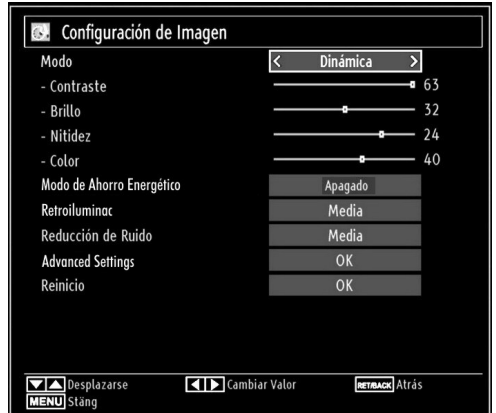 Configuración de Imagen
Modo < Dinámica >
- Contraste 63
- Brillo 32
- Nitidez 24
- Color 40
Modo de Ahorro Energético Apagado
Retroiluminac Media
Reducción de Ruido Media
Advanced Settings OK
Reinicio OK
Desplazarse Cambiar Valor RET/BACK Atrás
MENU Stäng